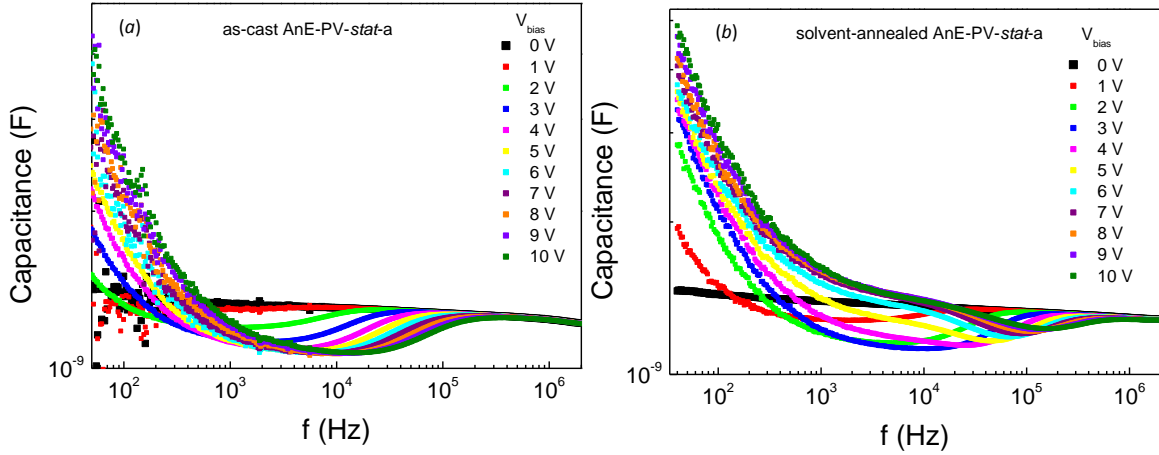 (a)
as-cast AnE-PV-stat-a
V_bias
0 V
1 V
2 V
3 V
4 V
5 V
6 V
7 V
8 V
9 V
10 V
Capacitance (F)
10^-9
10^2 10^3 10^4 10^5 10^6
f (Hz)
(b)
solvent-annealed AnE-PV-stat-a
V_bias
0 V
1 V
2 V
3 V
4 V
5 V
6 V
7 V
8 V
9 V
10 V
Capacitance (F)
10^-9
10^2 10^3 10^4 10^5 10^6
f (Hz)